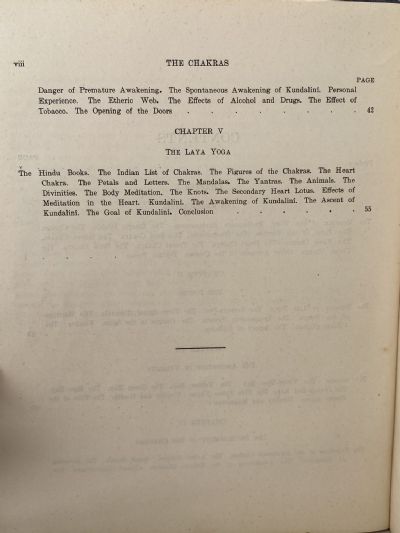 viii THE CHAKRAS
PAGE
Danger of Premature Awakening. The Spontaneous Awakening of Kundalini. Personal
Experience. The Etheric Web. The Effects of Alcohol and Drugs. The Effect of
Tobacco. The Opening of the Doors . . . . . . . 42
CHAPTER V
THE LAYA YOGA
The Hindu Books. The Indian List of Chakras. The Figures of the Chakras. The Heart
Chakra. The Petals and Letters. The Mandalas. The Yantras. The Animals. The
Divinities. The Body Meditation. The Knots. The Secondary Heart Lotus. Effects of
Meditation in the Heart. Kundalini. The Awakening of Kundalini. The Ascent of
Kundalini. The Goal of Kundalini. Conclusion . . . . . . 55